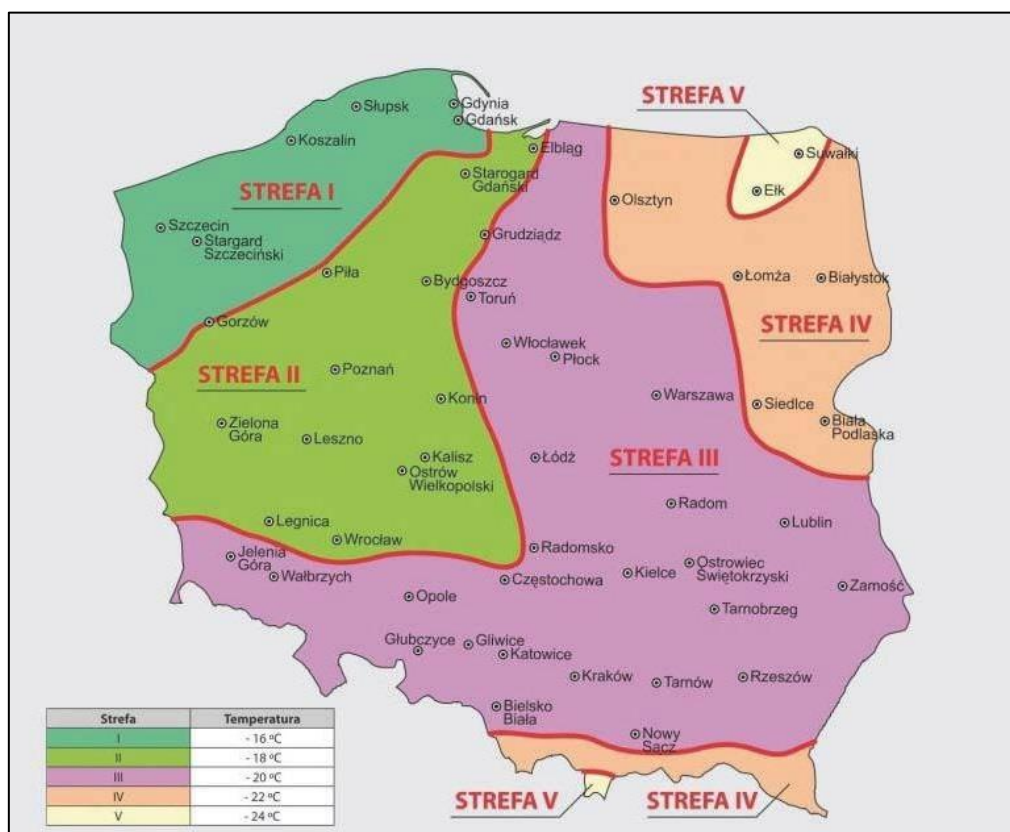 STREFA V
Słupsk
Gdynia
Gdańsk
Koszalin
Elbląg
Suwałki
Starogard
Gdański
Ełk
STREFA I
Olsztyn
Szczecin
Stargard
Szczeciński
Grudziądz
Piła
Bydgoszcz
Łomża
Białystok
Toruń
Gorzów
STREFA IV
Włocławek
Płock
STREFA II
Poznań
Konin
Warszawa
Siedlce
Zielona
Góra
Biała
Podlaska
Leszno
Kalisz
Ostrów
Wielkopolski
Łódź
STREFA III
Radom
Legnica
Lublin
Wrocław
Jelenia
Góra
Radomsko
Wałbrzych
Częstochowa
Kielce
Ostrowiec
Świętokrzyski
Zamość
Opole
Tarnobrzeg
Głubczyce
Gliwice
Katowice
Kraków
Tarnów
Rzeszów
Bielsko
Biała
Nowy
Sącz
Strefa Temperatura
I - 16 ºC
II - 18 ºC
III - 20 ºC
IV - 22 ºC
V - 24 ºC
STREFA V
STREFA IV